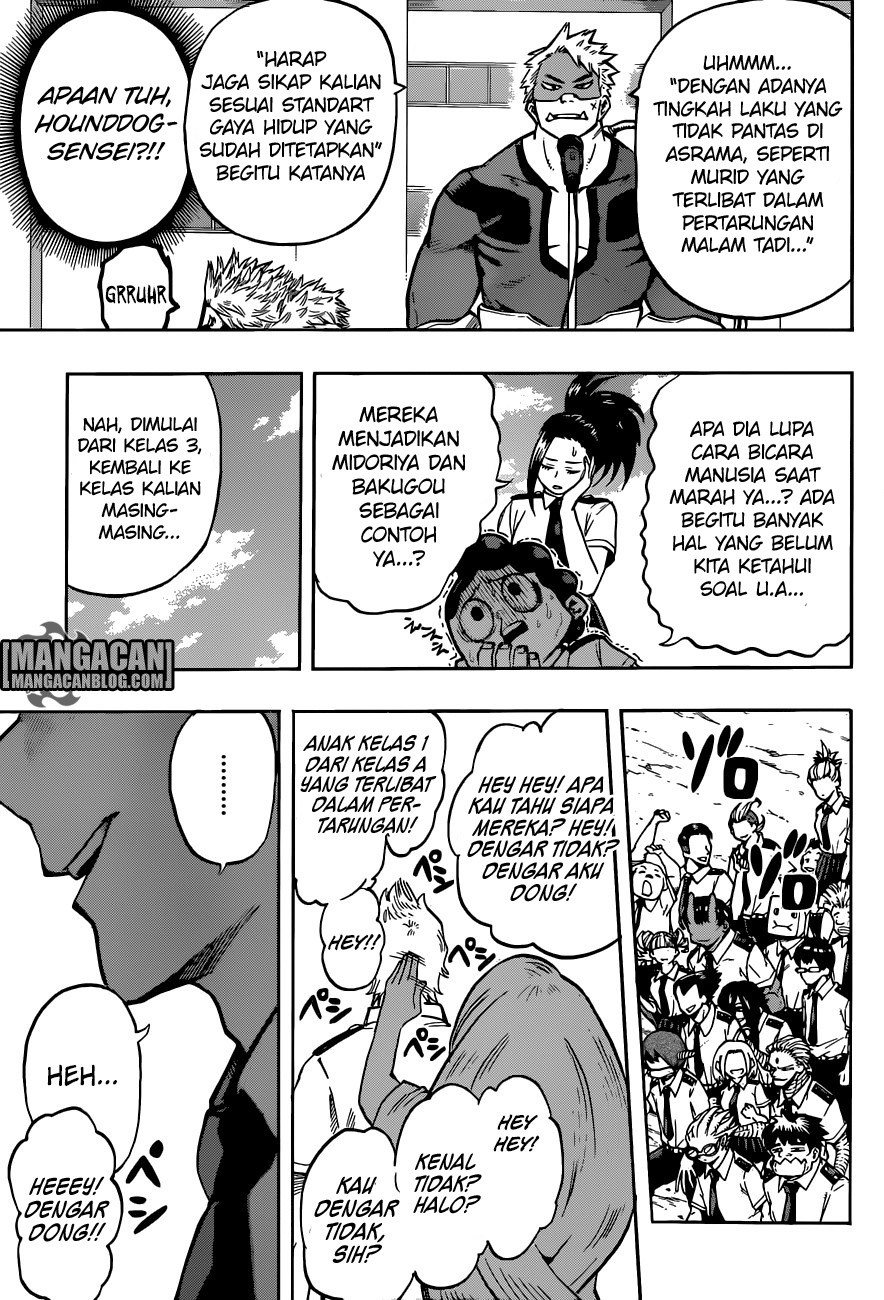 UHMMM...
"DENGAN ADANYA
TINGKAH LAKU YANG
TIDAK PANTAS DI
ASRAMA, SEPERTI
MURID YANG
TERLIBAT DALAM
PERTARUNGAN
MALAM TADI..."
"HARAP
JAGA SIKAP KALIAN
SESUAI STANDART
GAYA HIDUP YANG
SUDAH DITETAPKAN"
BEGITU KATANYA
APAAN TUH,
HOUNDDOG-
SENSEI?!!
GRRUHR
APA DIA LUPA
CARA BICARA
MANUSIA SAAT
MARAH YA...? ADA
BEGITU BANYAK
HAL YANG BELUM
KITA KETAHUI
SOAL U.A...
MEREKA
MENJADIKAN
MIDORIYA DAN
BAKUGOU
SEBAGAI
CONTOH
YA...?
NAH, DIMULAI
DARI KELAS 3,
KEMBALI KE
KELAS KALIAN
MASING-
MASING...
[MANGACAN]
MANGACANBLOG.COM
ゾロ
ゾロ
HEY HEY! APA
KAU TAHU SIAPA
MEREKA? HEY!
DENGAR TIDAK?
DENGAR AKU
DONG!
ANAK KELAS 1
DARI KELAS A
YANG TERLIBAT
DALAM PER-
TARUNGAN!
HEY!!
HEY
HEY!
KENAL
TIDAK?
HALO?
KAU
DENGAR
TIDAK,
SIH?
........
HEH...
HEEEY!
DENGAR
DONG!!